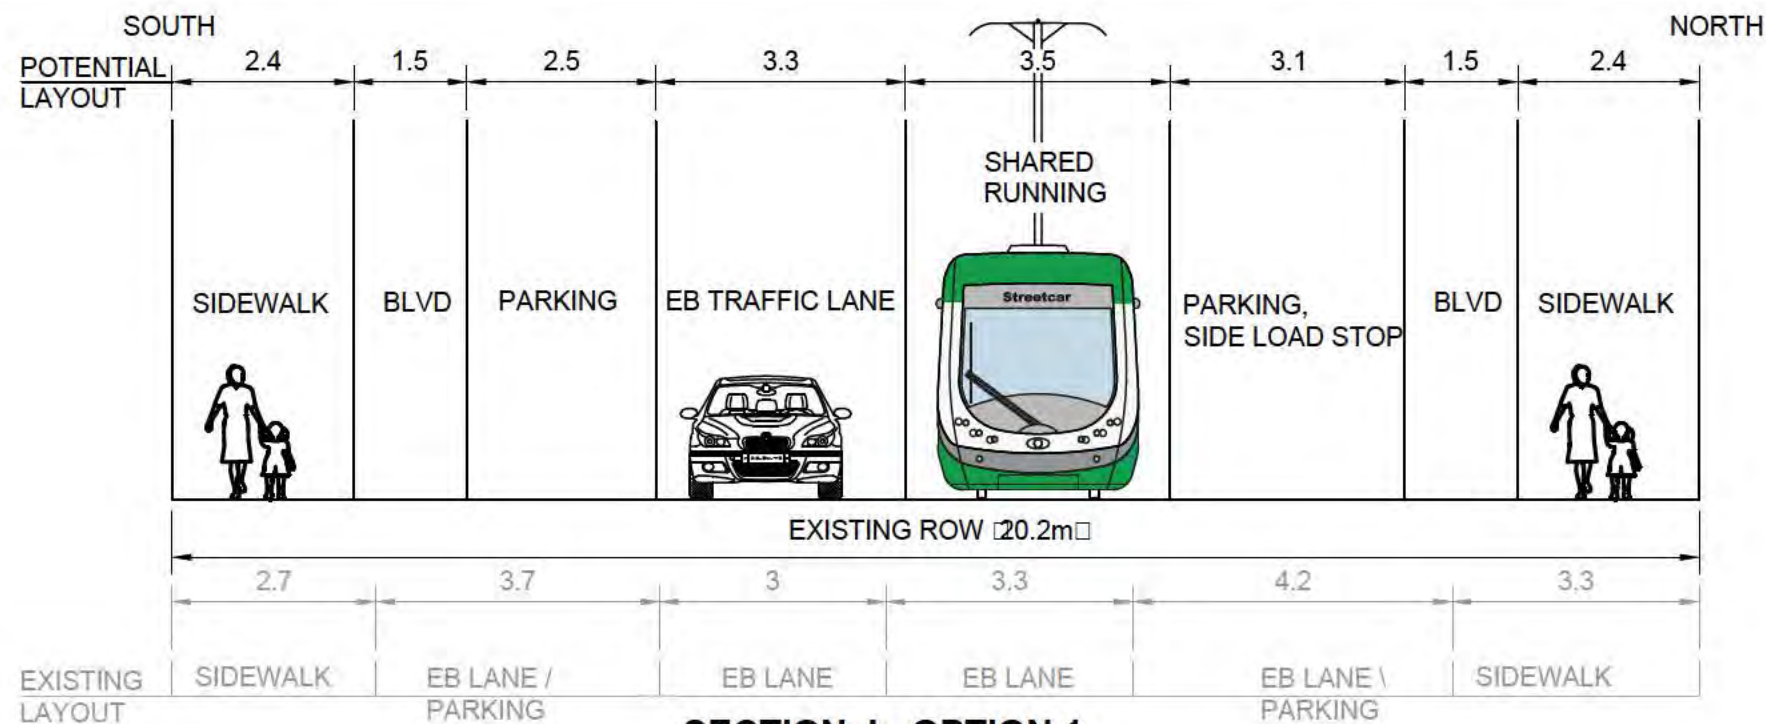 SOUTH
NORTH
POTENTIAL
LAYOUT
2.4
1.5
2.5
3.3
3.5
3.1
1.5
2.4
SHARED
RUNNING
SIDEWALK
BLVD
PARKING
EB TRAFFIC LANE
Streetcar
PARKING,
SIDE LOAD STOP
BLVD
SIDEWALK
EXISTING ROW □20.2m□
2.7
3.7
3
3.3
4.2
3.3
EXISTING
LAYOUT
SIDEWALK
EB LANE /
PARKING
EB LANE
EB LANE
EB LANE \
PARKING
SIDEWALK